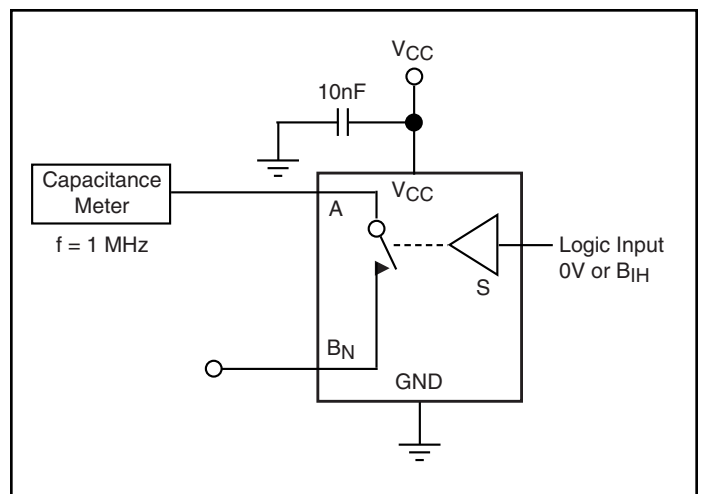 VCC
10nF
Capacitance
Meter
f = 1 MHz
VCC
A
S
Logic Input
0V or BIH
BN
GND